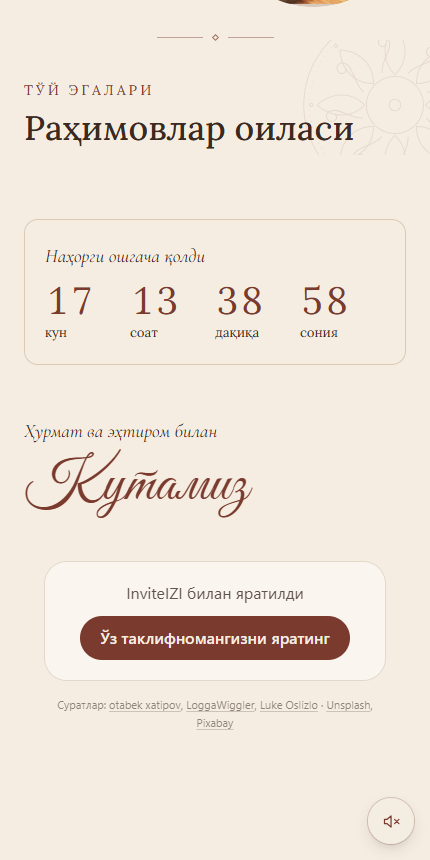 ТЎЙ ЭГАЛАРИ
Раҳимовлар оиласи
Наҳорги ошгача қолди
17 13 38 58
кун соат дақиқа сония
Ҳурмат ва эҳтиром билан
Кутамиз
InviteIZI билан яратилди
Ўз таклифномангизни яратинг
Суратлар: otabek xatipov, LoggaWiggler, Luke Oslizlo · Unsplash,
Pixabay